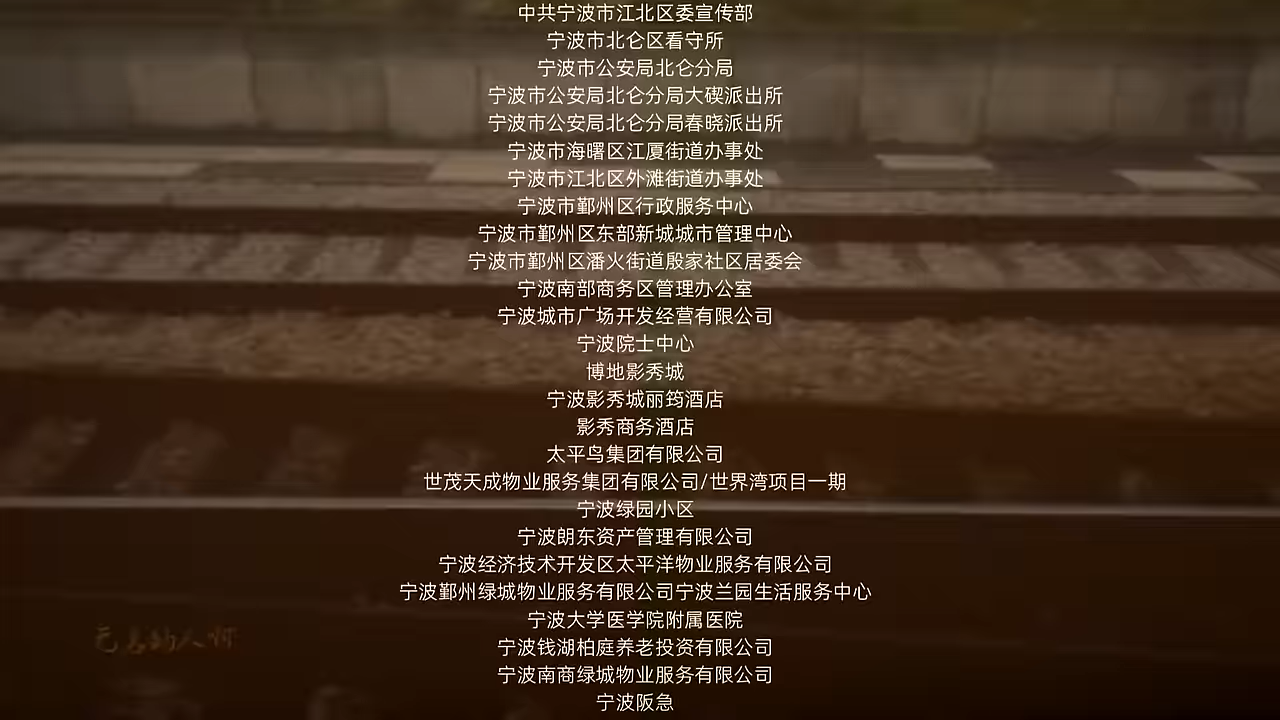 中共宁波市江北区委宣传部
宁波市北仑区看守所
宁波市公安局北仑分局
宁波市公安局北仑分局大碶派出所
宁波市公安局北仑分局春晓派出所
宁波市海曙区江厦街道办事处
宁波市江北区外滩街道办事处
宁波市鄞州区行政服务中心
宁波市鄞州区东部新城城市管理中心
宁波市鄞州区潘火街道殷家社区居委会
宁波南部商务区管理办公室
宁波城市广场开发经营有限公司
宁波院士中心
博地影秀城
宁波影秀城丽筠酒店
影秀商务酒店
太平鸟集团有限公司
世茂天成物业服务集团有限公司/世界湾项目一期
宁波绿园小区
宁波朗东资产管理有限公司
宁波经济技术开发区太平洋物业服务有限公司
宁波鄞州绿城物业服务有限公司宁波兰园生活服务中心
宁波大学医学院附属医院
宁波钱湖柏庭养老投资有限公司
宁波南商绿城物业服务有限公司
宁波阪急